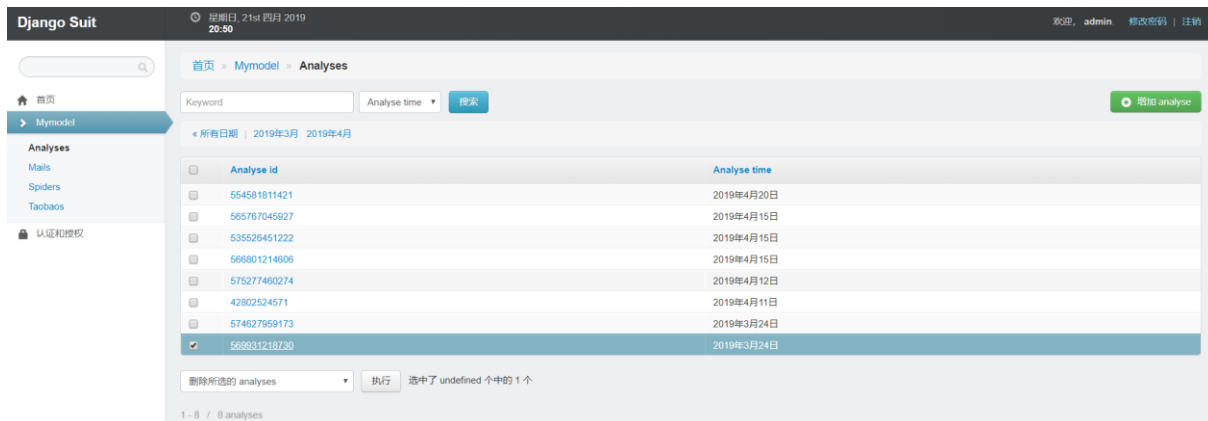 Django Suit
星期日, 21st 四月 2019
20:50
欢迎, admin. 修改密码 | 注销
首页 » Mymodel » Analyses
首页
Mymodel
Analyses
Mails
Spiders
Taobaos
认证和授权
Keyword Analyse time 搜索 增加 analyse
« 所有日期 | 2019年3月 2019年4月
Analyse id Analyse time
554581811421 2019年4月20日
565767045927 2019年4月15日
535526451222 2019年4月15日
566801214606 2019年4月15日
575277460274 2019年4月12日
42802524571 2019年4月11日
574627959173 2019年3月24日
569931218730 2019年3月24日
删除所选的 analyses 执行 选中了 undefined 个中的 1 个
1 - 8 / 8 analyses